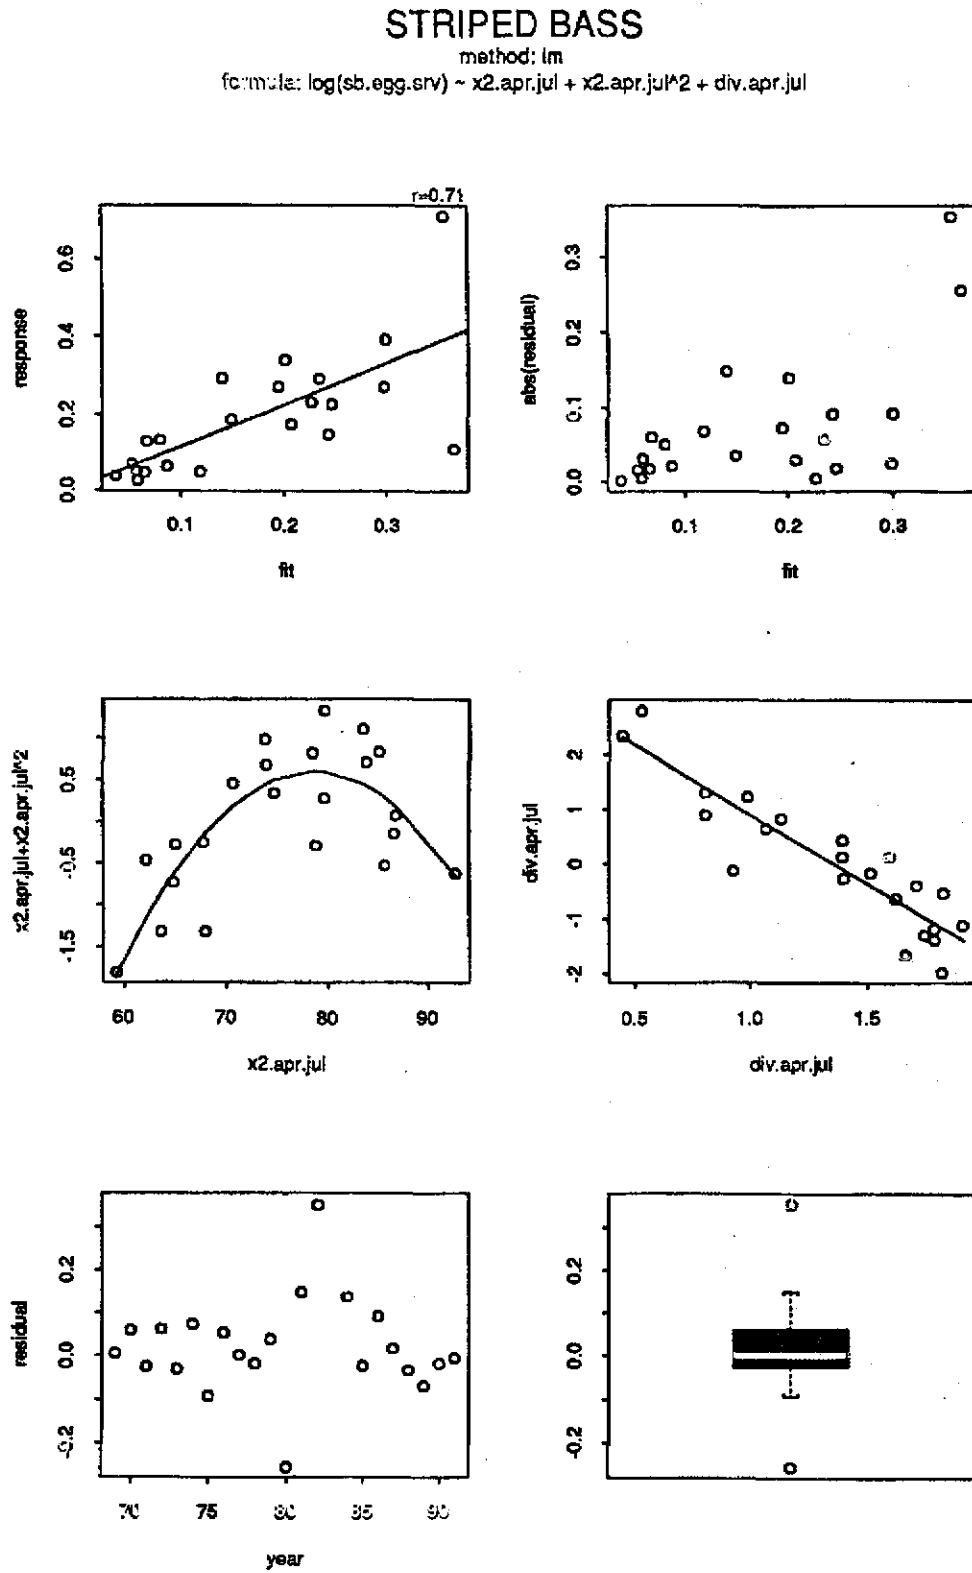 STRIPED BASS
method: lm
formula: log(sb.egg.srv) ~ x2.apr.jul + x2.apr.jul^2 + div.apr.jul
r=0.71
response
0.0 0.2 0.4 0.6
0.1 0.2 0.3
fit
abs(residual)
0.0 0.1 0.2 0.3
0.1 0.2 0.3
fit
x2.apr.jul+x2.apr.jul^2
-1.5 -0.5 0.5
60 70 80 90
x2.apr.jul
div.apr.jul
-2 -1 0 1 2
0.5 1.0 1.5
div.apr.jul
residual
-0.2 0.0 0.2
70 75 80 85 90
year
-0.2 0.0 0.2